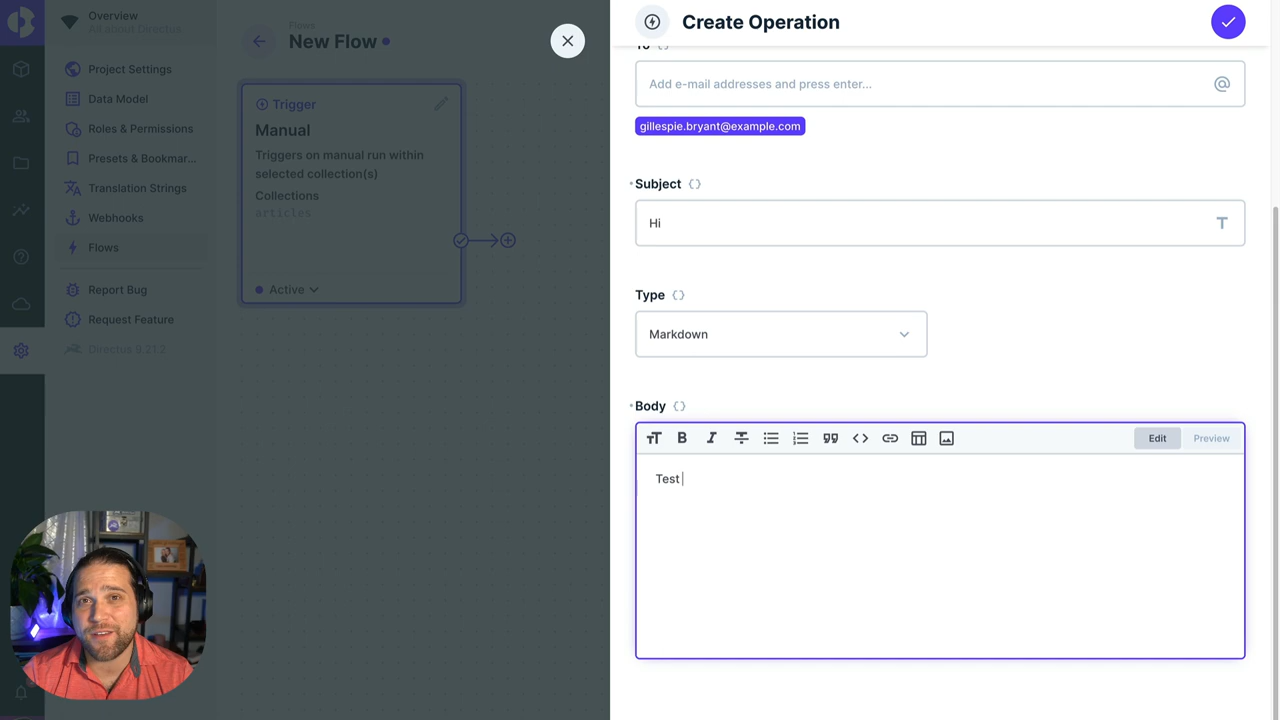 Overview
All about Directus
Project Settings
Data Model
Roles & Permissions
Presets & Bookmar...
Translation Strings
Webhooks
Flows
Report Bug
Request Feature
Directus 9.21.2
Flows
New Flow
Trigger
Manual
Triggers on manual run within
selected collection(s)
Collections
articles
Active
Create Operation
To
Add e-mail addresses and press enter...
@
gillespie.bryant@example.com
Subject {}
Hi
Type {}
Markdown
Body {}
Edit
Preview
Test